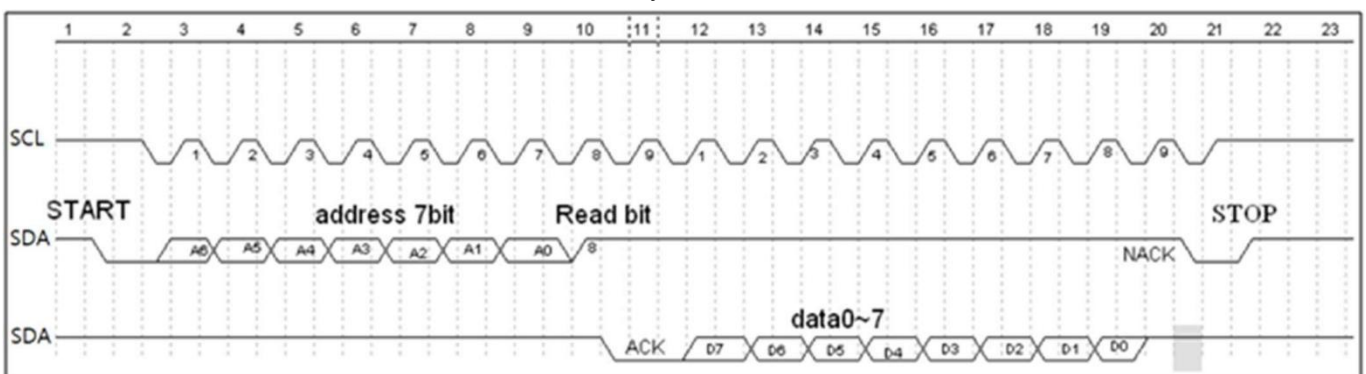 1 2 3 4 5 6 7 8 9 10 11 12 13 14 15 16 17 18 19 20 21 22 23
SCL 1 2 3 4 5 6 7 8 9 1 2 3 4 5 6 7 8 9
START address 7bit Read bit STOP
SDA A6 A5 A4 A3 A2 A1 A0 8 NACK
data0~7
SDA ACK D7 D6 D5 D4 D3 D2 D1 D0